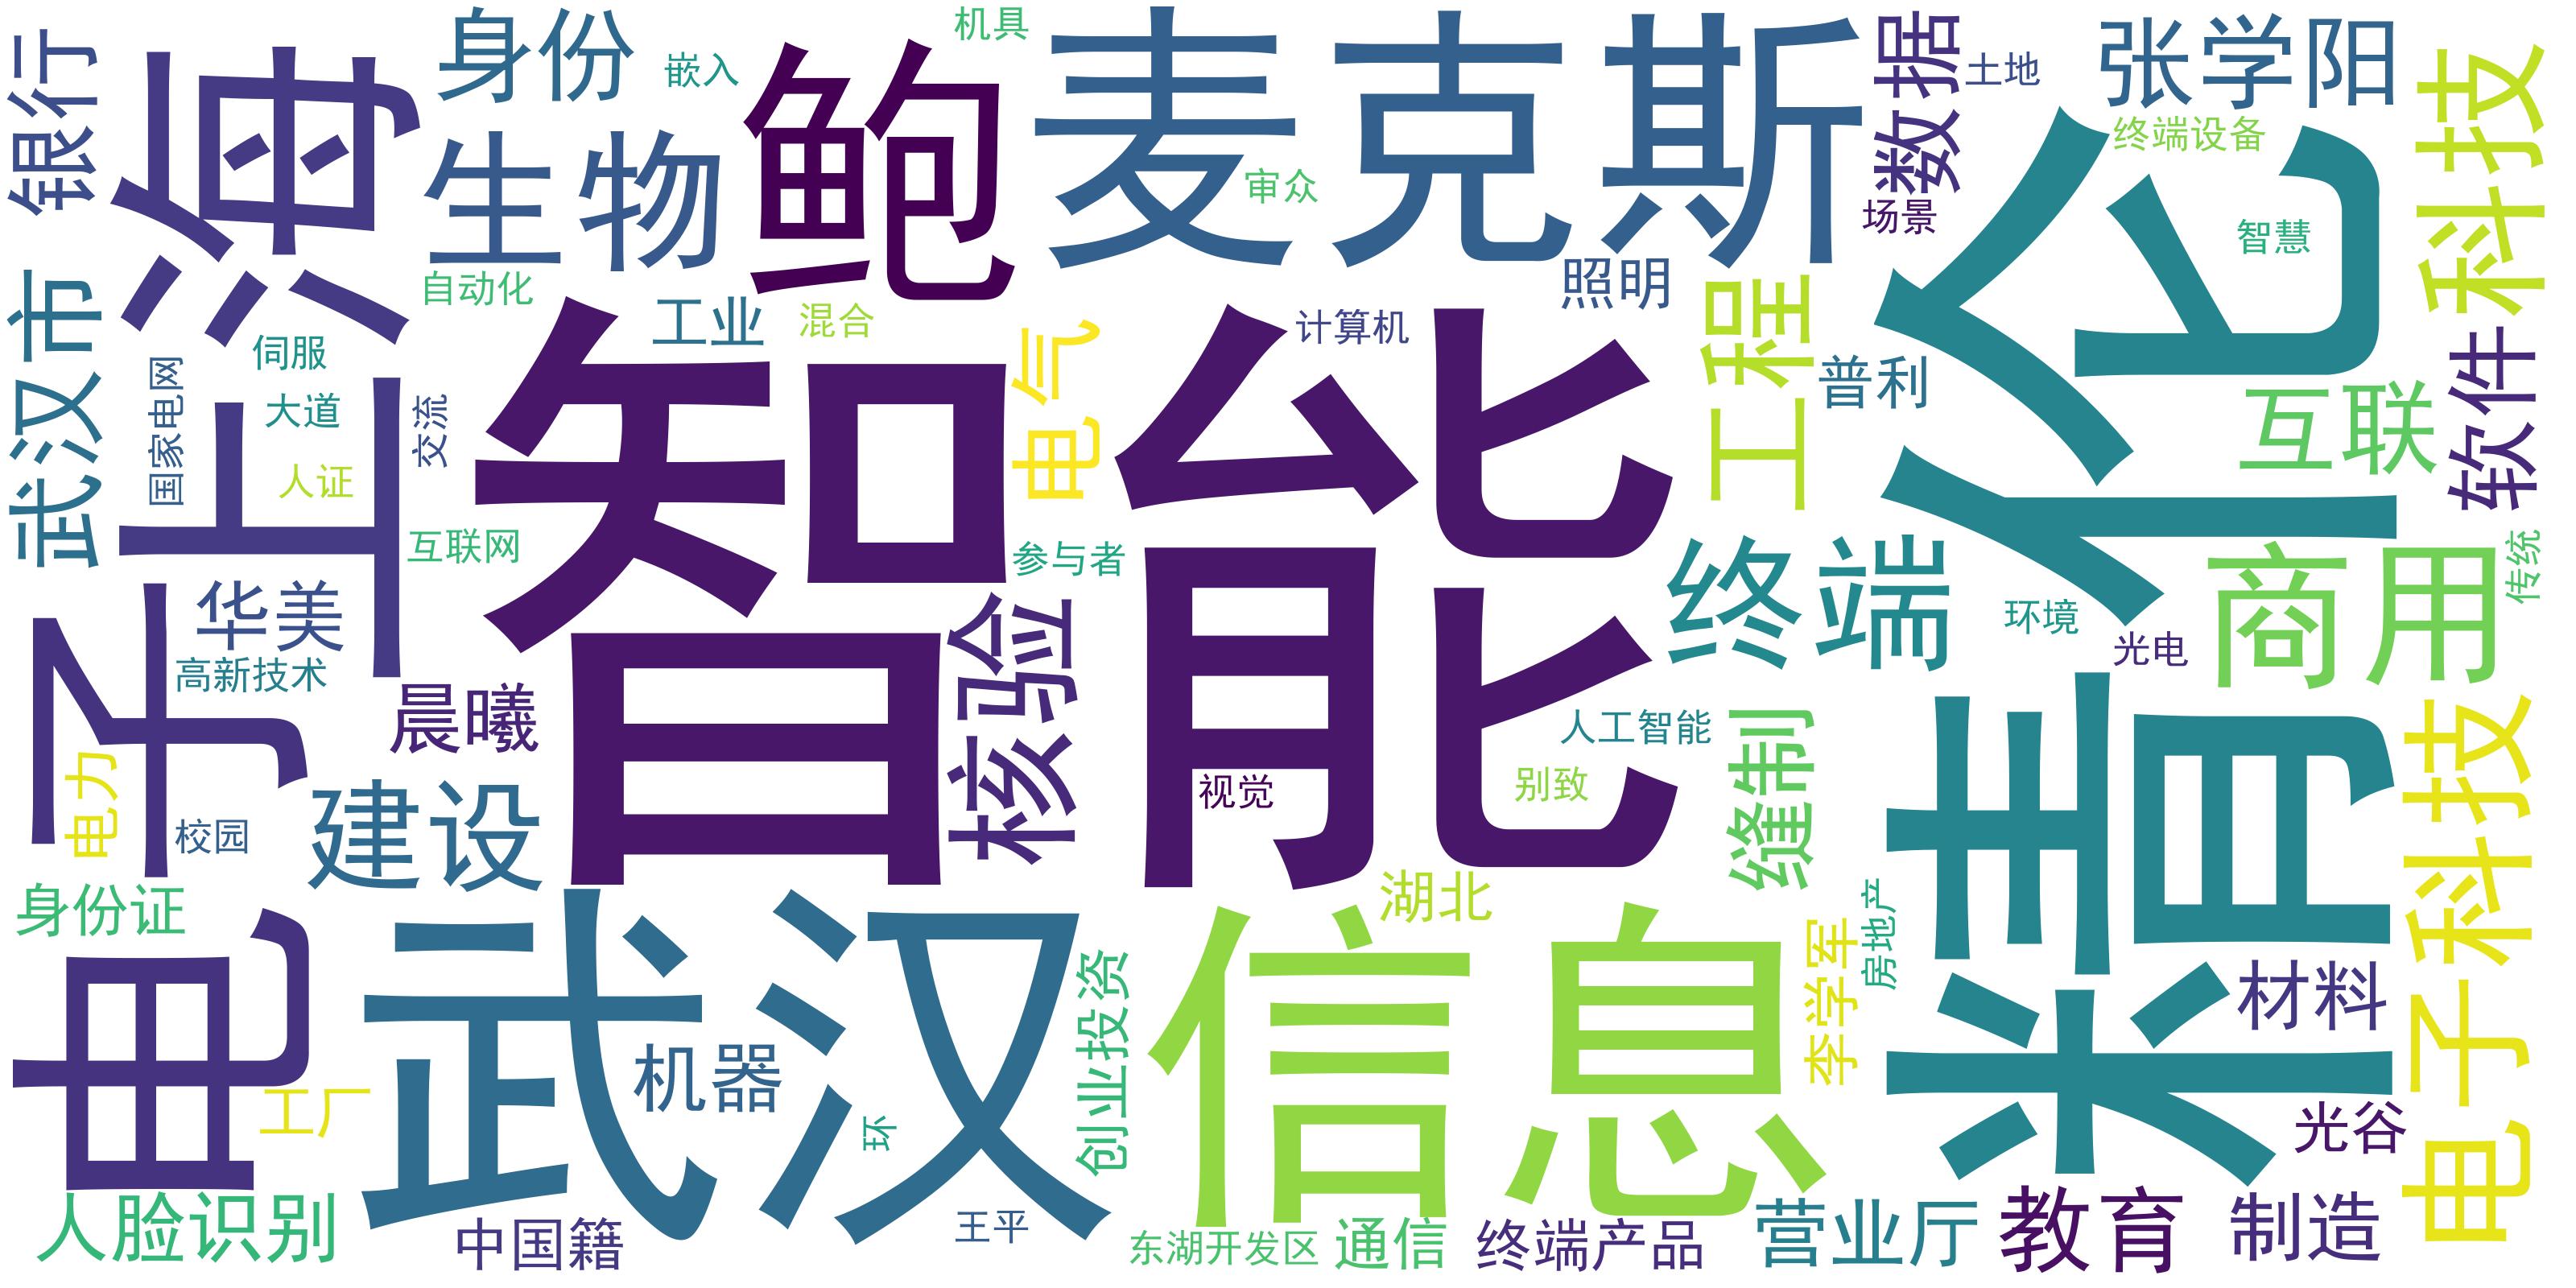 银行
武汉市
上海
身份
生物
鲍
麦克斯
机具
嵌入
审众
数据
土地
场景
张学阳
终端设备
智慧
科技
精伦
自动化
工业
混合
照明
计算机
工程
普利
互联
软件
伺服
大道
国家电网
交流
人证
互联网
智能
电气
参与者
终端
商用
传统
环境
光电
华美
高新技术
晨曦
核验
人工智能
视觉
别致
缝制
电子
电力
校园
建设
身份证
武汉
机器
环
创业投资
信息
湖北
李学军
房地产
材料
光谷
电子科技
工厂
人脸识别
中国籍
王平
东湖开发区
通信
终端产品
营业厅
教育
制造